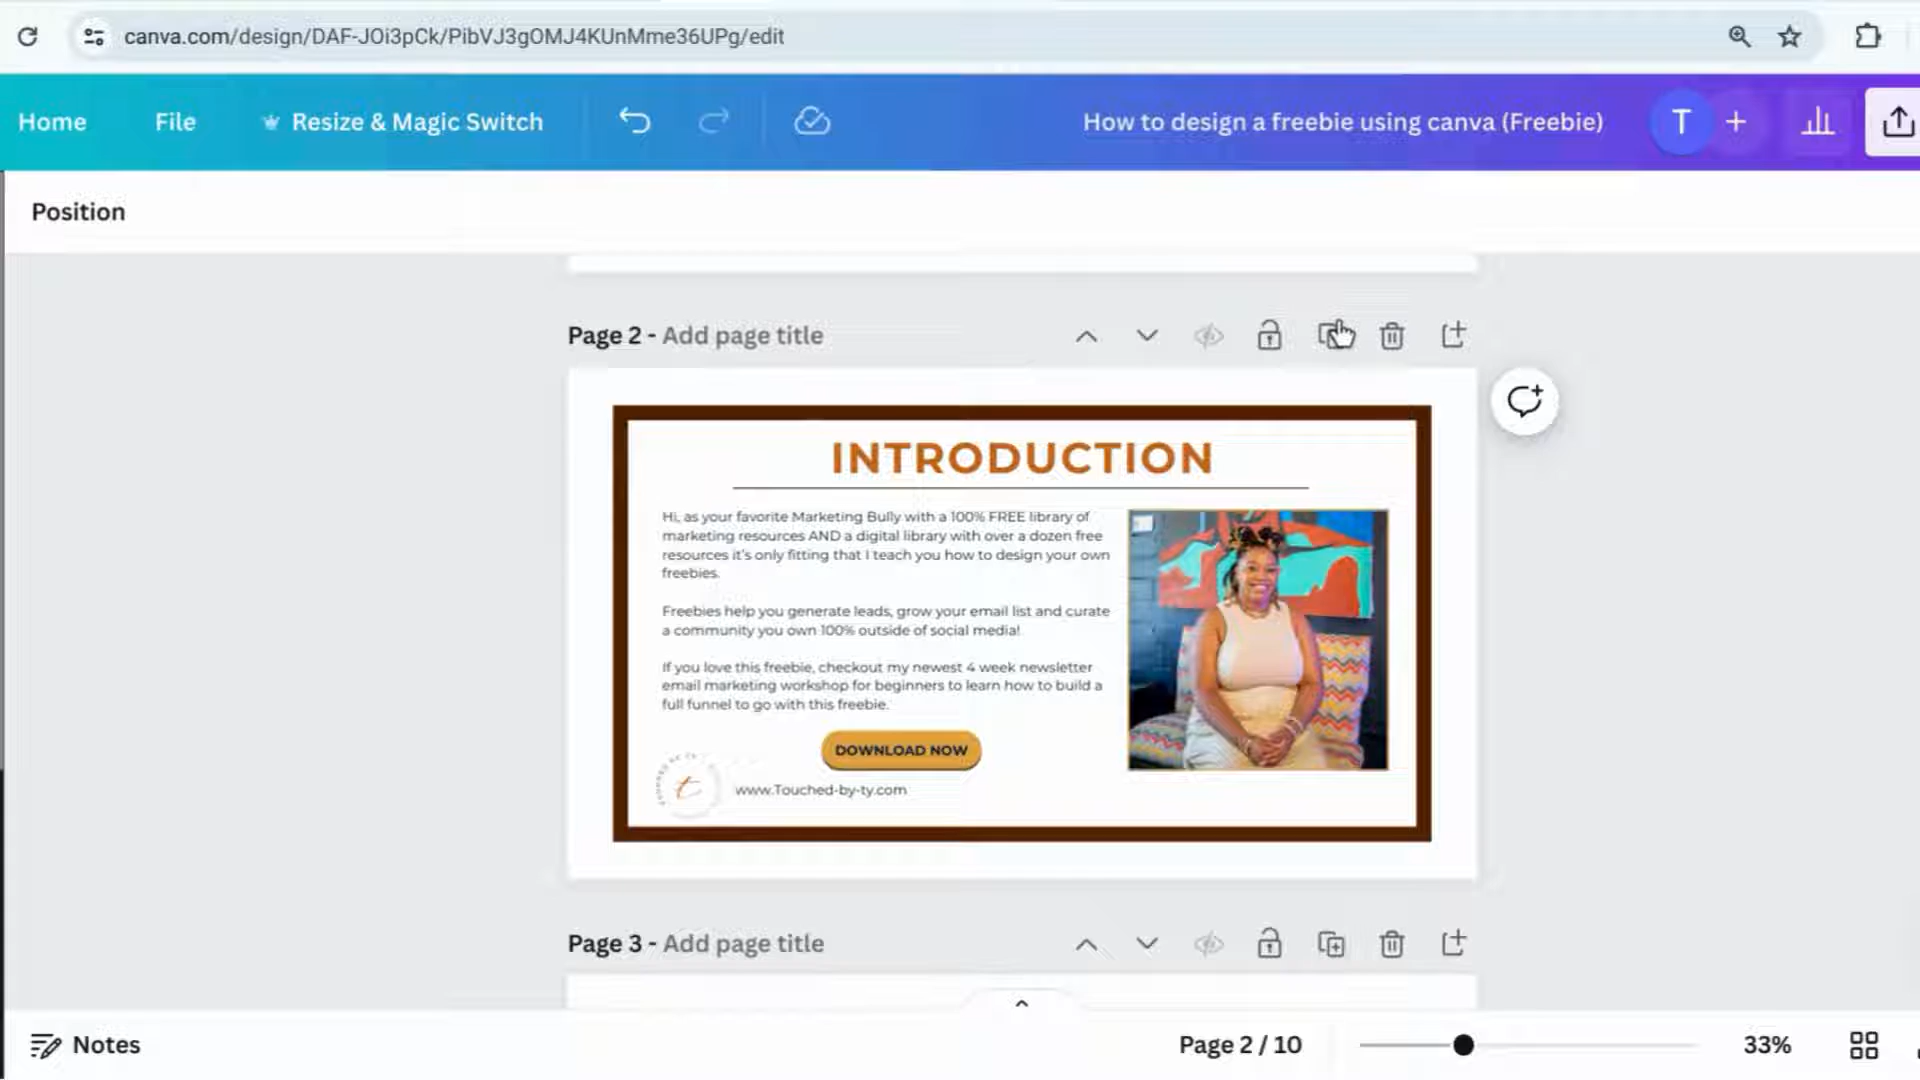 canva.com/design/DAF-JOi3pCk/PibVJ3gOMJ4KUnMme36UPg/edit
Home File Resize & Magic Switch How to design a freebie using canva (Freebie) T +
Position
Page 2 - Add page title
INTRODUCTION
Hi, as your favorite Marketing Bully with a 100% FREE library of
marketing resources AND a digital library with over a dozen free
resources it's only fitting that I teach you how to design your own
freebies.
Freebies help you generate leads, grow your email list and curate
a community you own 100% outside of social media!
If you love this freebie, checkout my newest 4 week newsletter
email marketing workshop for beginners to learn how to build a
full funnel to go with this freebie.
DOWNLOAD NOW
t
www.Touched-by-ty.com
Page 3 - Add page title
Notes Page 2 / 10 33%